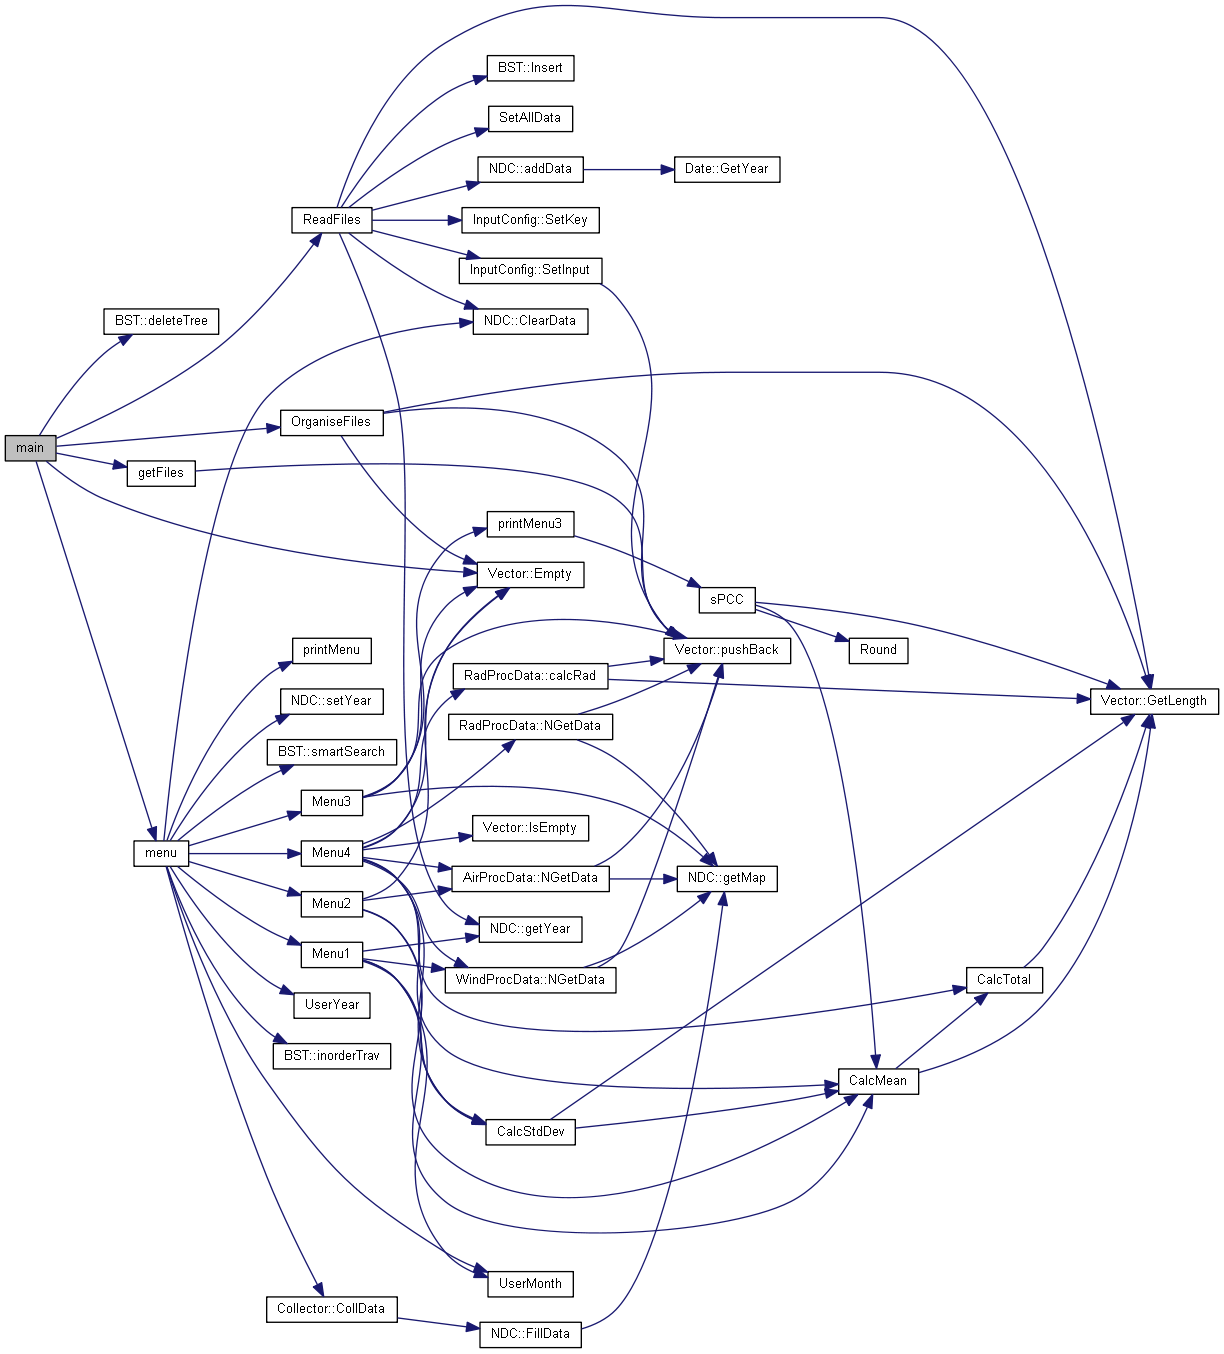 BST::Insert
SetAllData
NDC::addData
Date::GetYear
ReadFiles
InputConfig::SetKey
InputConfig::SetInput
BST::deleteTree
NDC::ClearData
OrganiseFiles
main
getFiles
printMenu3
Vector::Empty
sPCC
printMenu
Vector::pushBack
Round
RadProcData::calcRad
NDC::setYear
Vector::GetLength
RadProcData::NGetData
BST::smartSearch
Menu3
Vector::IsEmpty
menu
Menu4
AirProcData::NGetData
NDC::getMap
Menu2
NDC::getYear
Menu1
WindProcData::NGetData
CalcTotal
UserYear
BST::inorderTrav
CalcMean
CalcStdDev
UserMonth
Collector::CollData
NDC::FillData